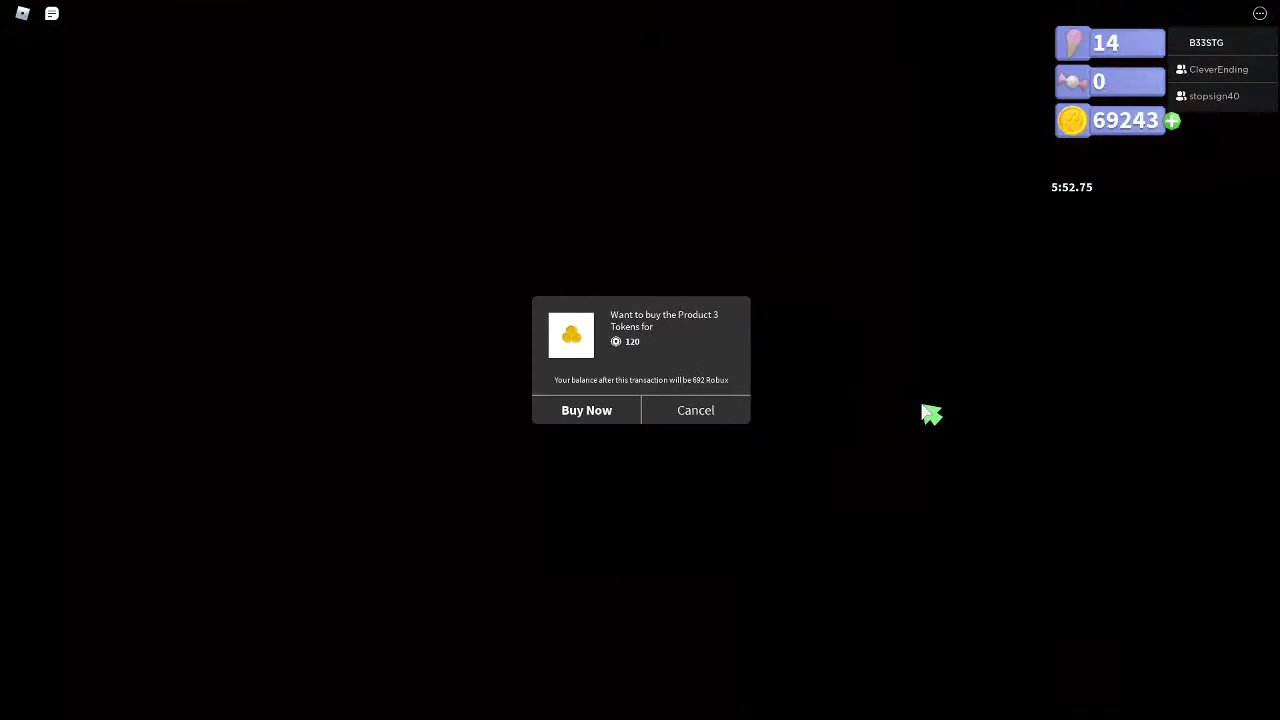 14
B33STG
CleverEnding
0
stopsign40
69243
5:52.75
Want to buy the Product 3
Tokens for
120
Your balance after this transaction will be 692 Robux
Buy Now
Cancel